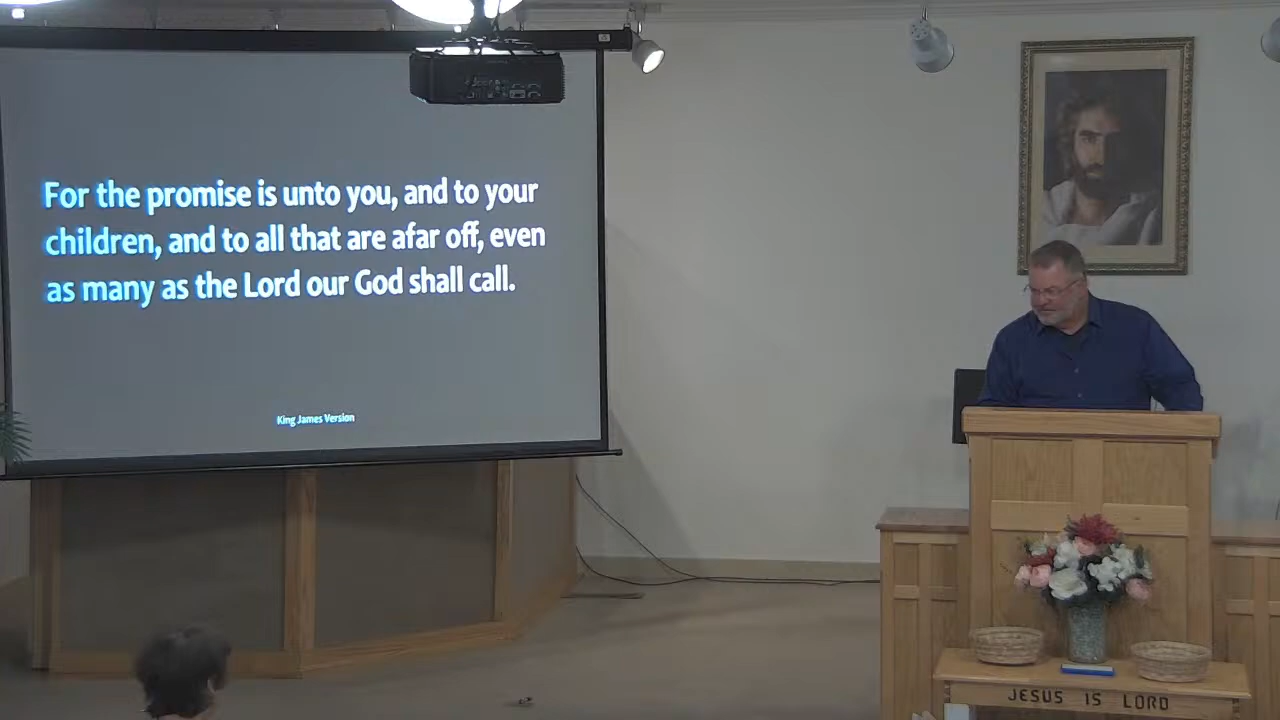 For the promise is unto you, and to your
children, and to all that are afar off, even
as many as the Lord our God shall call.
King James Version
JESUS IS LORD